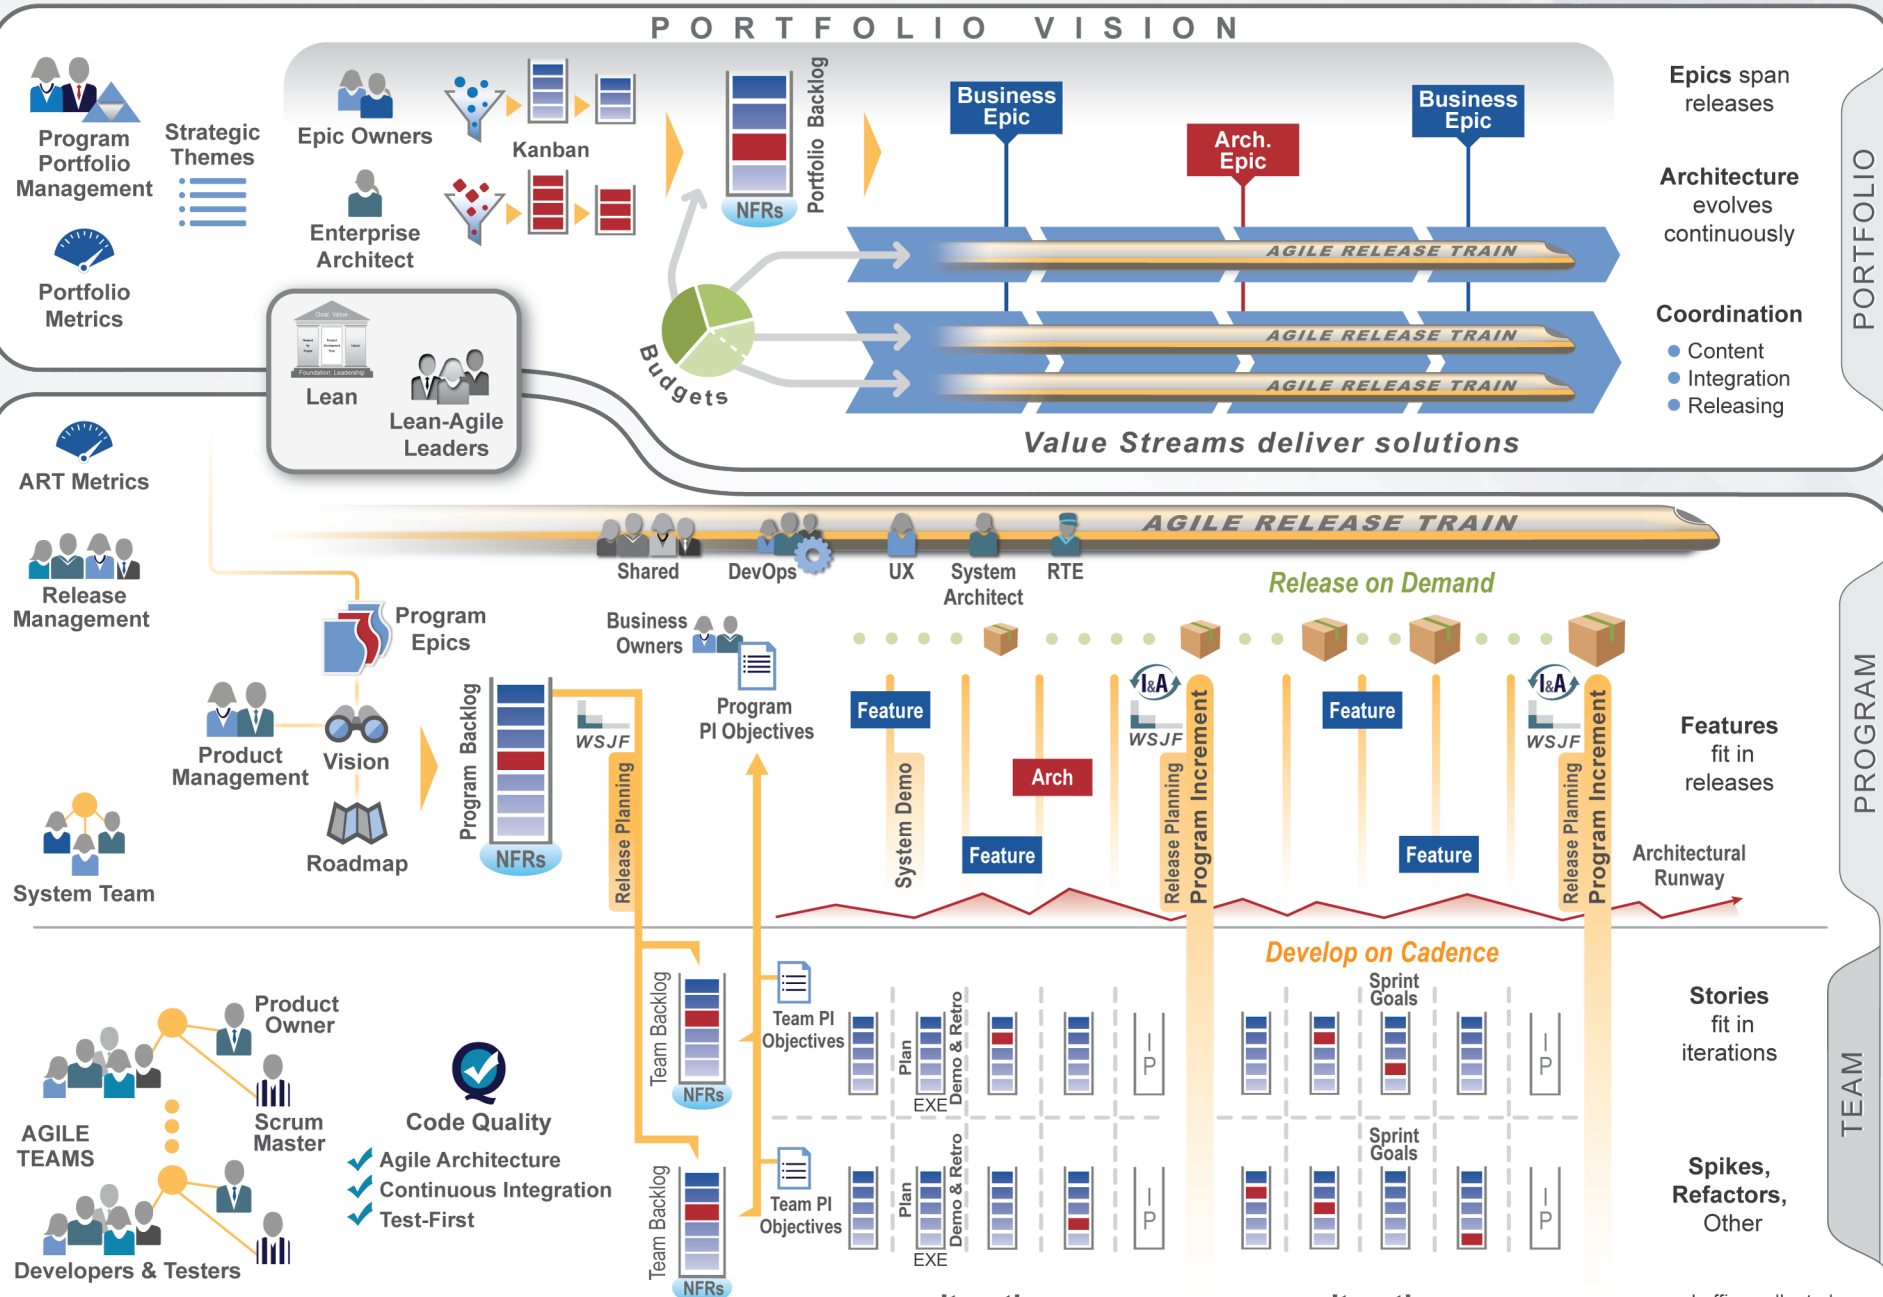 PORTFOLIO VISION
Program
Portfolio
Management
Strategic
Themes
Portfolio
Metrics
Epic Owners
Enterprise
Architect
Kanban
Portfolio Backlog
NFRs
Budgets
Business
Epic
Arch.
Epic
Business
Epic
AGILE RELEASE TRAIN
AGILE RELEASE TRAIN
AGILE RELEASE TRAIN
Value Streams deliver solutions
Epics span
releases
Architecture
evolves
continuously
Coordination
Content
Integration
Releasing
PORTFOLIO
Goal: Value
Foundation: Leadership
Lean
Lean-Agile
Leaders
ART Metrics
Release
Management
AGILE RELEASE TRAIN
Shared
DevOps
UX
System
Architect
RTE
Release on Demand
Program
Epics
Product
Management
Vision
Roadmap
System Team
Program Backlog
NFRs
WSJF
Release Planning
Business
Owners
Program
PI Objectives
Feature
System Demo
Feature
Arch
I&A
WSJF
Release Planning
Program Increment
Feature
Feature
I&A
WSJF
Release Planning
Program Increment
Features
fit in
releases
Architectural
Runway
PROGRAM
Develop on Cadence
AGILE
TEAMS
Product
Owner
Scrum
Master
Developers & Testers
Code Quality
Agile Architecture
Continuous Integration
Test-First
Team Backlog
NFRs
Team PI
Objectives
Plan
EXE
Demo & Retro
I
P
Sprint
Goals
I
P
Stories
fit in
iterations
Team Backlog
NFRs
Team PI
Objectives
Plan
EXE
Demo & Retro
I
P
Sprint
Goals
I
P
Spikes,
Refactors,
Other
TEAM